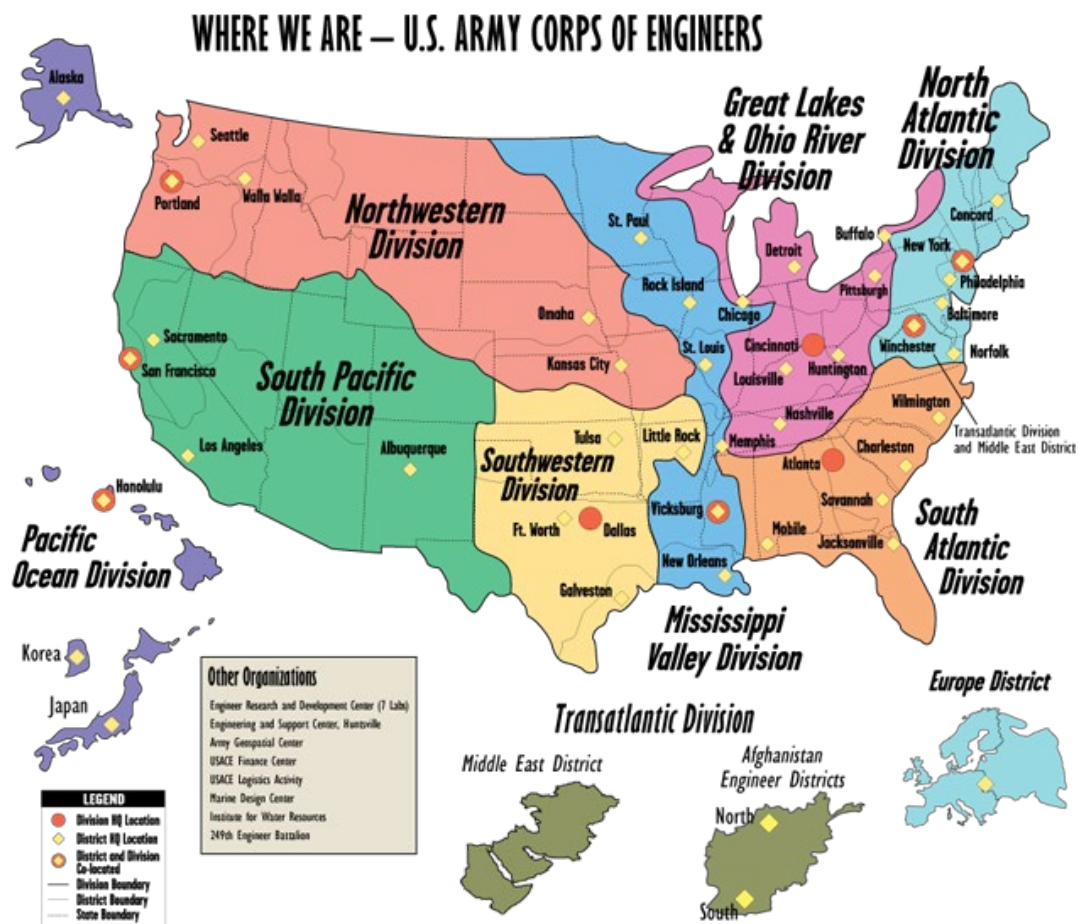 WHERE WE ARE – U.S. ARMY CORPS OF ENGINEERS
Alaska
Seattle
Portland
Walla Walla
Northwestern
Division
Great Lakes
& Ohio River
Division
North
Atlantic
Division
St. Paul
Rock Island
Omaha
Kansas City
St. Louis
Chicago
Detroit
Buffalo
Pittsburgh
Cincinnati
Louisville
Huntington
Nashville
Memphis
Concord
New York
Philadelphia
Baltimore
Winchester
Norfolk
Transatlantic Division
and Middle East District
Sacramento
San Francisco
South Pacific
Division
Los Angeles
Albuquerque
Tulsa
Little Rock
Southwestern
Division
Ft. Worth
Dallas
Galveston
Vicksburg
New Orleans
Wilmington
Charleston
Atlanta
Savannah
Mobile
Jacksonville
South
Atlantic
Division
Mississippi
Valley Division
Honolulu
Pacific
Ocean Division
Korea
Japan
Other Organizations
Engineer Research and Development Center (7 Labs)
Engineering and Support Center, Huntsville
Army Geospatial Center
USACE Finance Center
USACE Logistics Activity
Marine Design Center
Institute for Water Resources
249th Engineer Battalion
Transatlantic Division
Middle East District
Afghanistan
Engineer Districts
North
South
Europe District
LEGEND
Division HQ Location
District HQ Location
District and Division
Co-located
Division Boundary
District Boundary
State Boundary